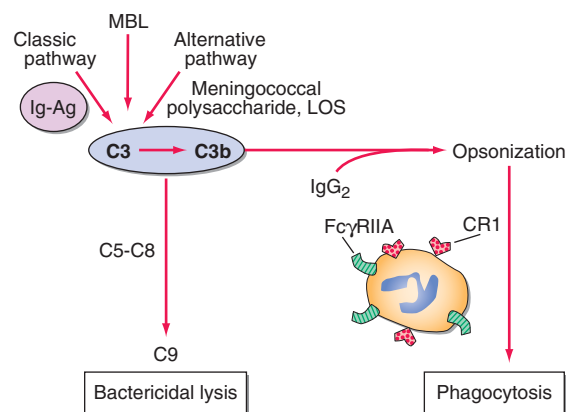 MBL
Classic
pathway
Alternative
pathway
Ig-Ag
Meningococcal
polysaccharide, LOS
C3
C3b
Opsonization
IgG2
FcγRIIA
CR1
C5-C8
C9
Bactericidal lysis
Phagocytosis